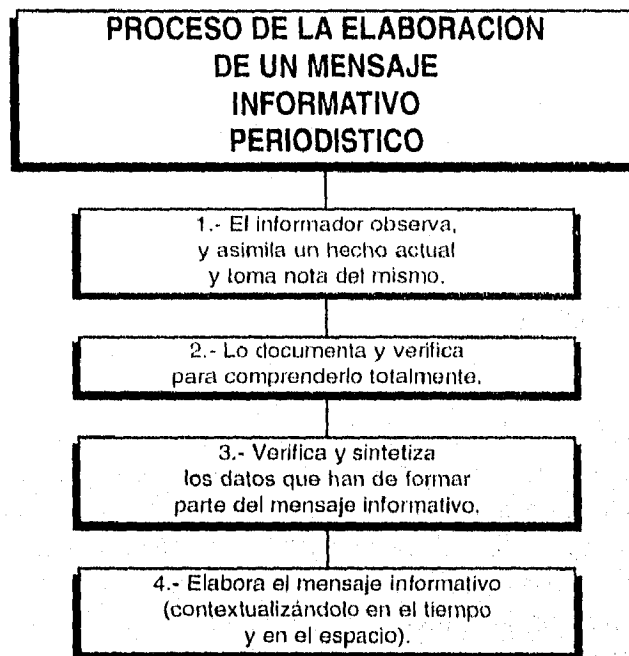 PROCESO DE LA ELABORACION
DE UN MENSAJE
INFORMATIVO
PERIODISTICO
1.- El informador observa,
y asimila un hecho actual
y toma nota del mismo.
2.- Lo documenta y verifica
para comprenderlo totalmente.
3.- Verifica y sintetiza
los datos que han de formar
parte del mensaje informativo.
4.- Elabora el mensaje informativo
(contextualizándolo en el tiempo
y en el espacio).